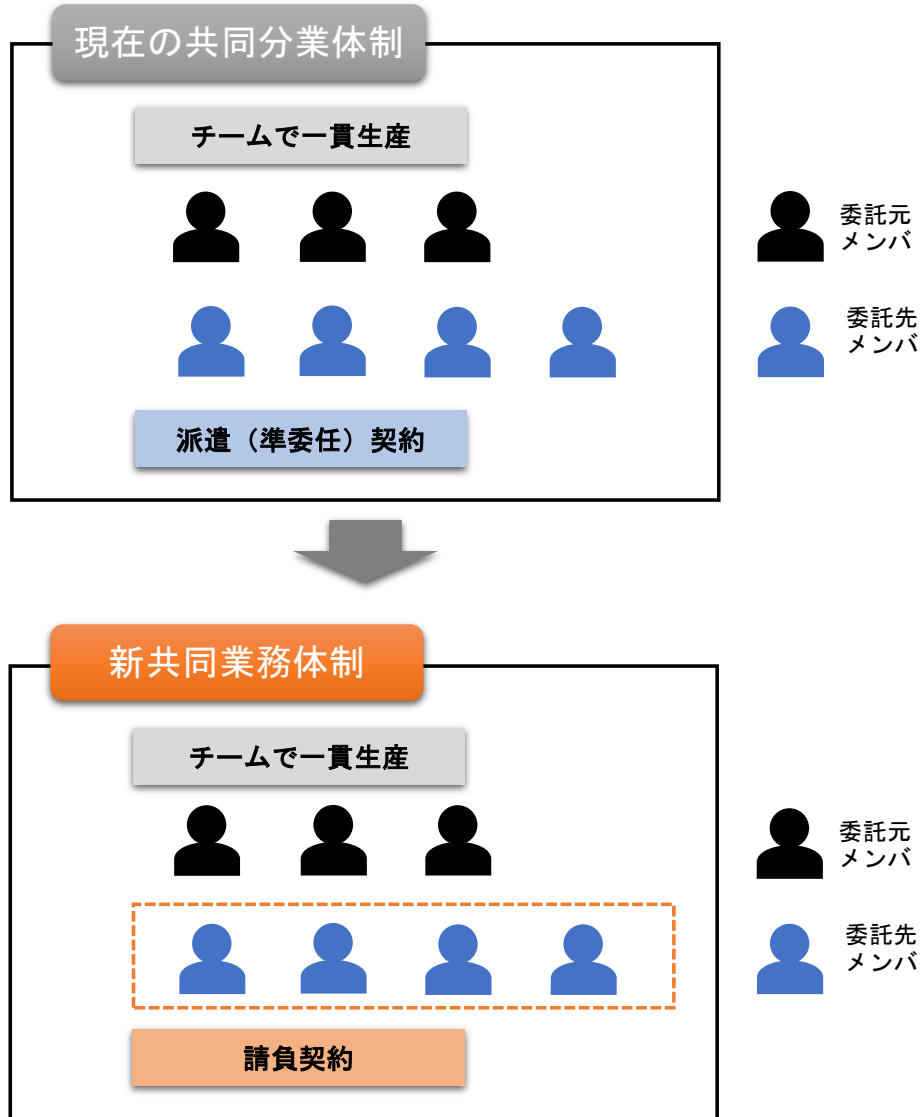 現在の共同分業体制
チームで一貫生産
委託元
メンバ
委託先
メンバ
派遣（準委任）契約
新共同業務体制
チームで一貫生産
委託元
メンバ
委託先
メンバ
請負契約